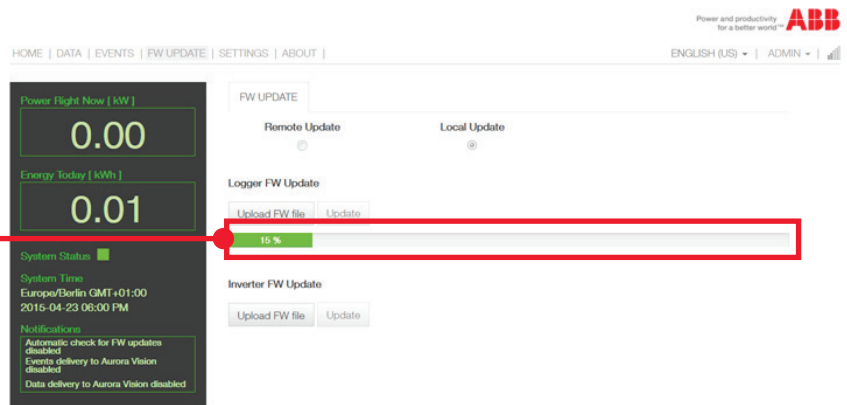 Power and productivity
for a better world™
ABB
HOME | DATA | EVENTS | FW UPDATE | SETTINGS | ABOUT |
ENGLISH (US) | ADMIN |
Power Right Now [ kW ]
0.00
Energy Today [ kWh ]
0.01
System Status
System Time
Europe/Berlin GMT+01:00
2015-04-23 06:00 PM
Notifications
Automatic check for FW updates
disabled
Events delivery to Aurora Vision
disabled
Data delivery to Aurora Vision disabled
FW UPDATE
Remote Update Local Update
Logger FW Update
Upload FW file Update
15 %
Inverter FW Update
Upload FW file Update